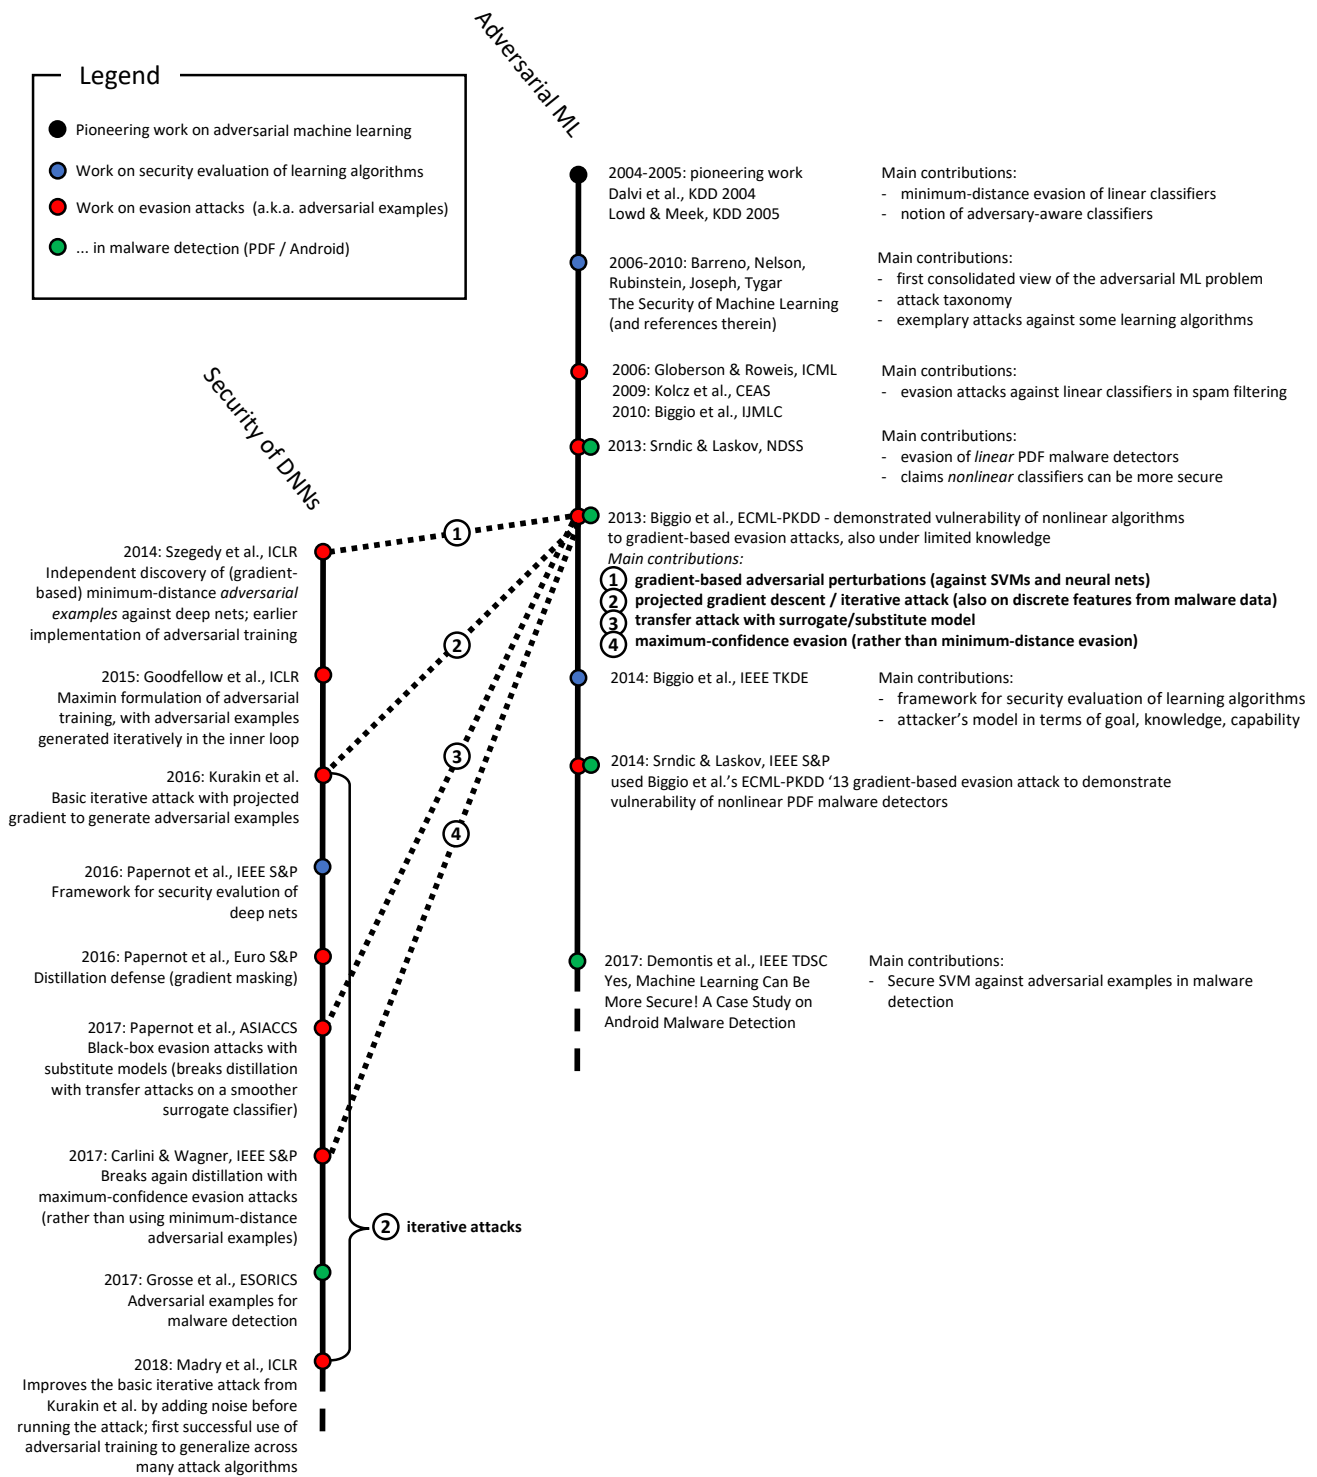 Adversarial ML
Legend
Pioneering work on adversarial machine learning
Work on security evaluation of learning algorithms
Work on evasion attacks (a.k.a. adversarial examples)
... in malware detection (PDF / Android)
2004-2005: pioneering work
Dalvi et al., KDD 2004
Lowd & Meek, KDD 2005
Main contributions:
- minimum-distance evasion of linear classifiers
- notion of adversary-aware classifiers
2006-2010: Barreno, Nelson,
Rubinstein, Joseph, Tygar
The Security of Machine Learning
(and references therein)
Main contributions:
- first consolidated view of the adversarial ML problem
- attack taxonomy
- exemplary attacks against some learning algorithms
2006: Globerson & Roweis, ICML
2009: Kolcz et al., CEAS
2010: Biggio et al., IJMLC
Main contributions:
- evasion attacks against linear classifiers in spam filtering
2013: Srndic & Laskov, NDSS
Main contributions:
- evasion of linear PDF malware detectors
- claims nonlinear classifiers can be more secure
2013: Biggio et al., ECML-PKDD - demonstrated vulnerability of nonlinear algorithms
to gradient-based evasion attacks, also under limited knowledge
Main contributions:
1 gradient-based adversarial perturbations (against SVMs and neural nets)
2 projected gradient descent / iterative attack (also on discrete features from malware data)
3 transfer attack with surrogate/substitute model
4 maximum-confidence evasion (rather than minimum-distance evasion)
2014: Biggio et al., IEEE TKDE
Main contributions:
- framework for security evaluation of learning algorithms
- attacker's model in terms of goal, knowledge, capability
2014: Srndic & Laskov, IEEE S&P
used Biggio et al.'s ECML-PKDD '13 gradient-based evasion attack to demonstrate
vulnerability of nonlinear PDF malware detectors
2017: Demontis et al., IEEE TDSC
Yes, Machine Learning Can Be
More Secure! A Case Study on
Android Malware Detection
Main contributions:
- Secure SVM against adversarial examples in malware
detection
Security of DNNs
1
2
3
4
2014: Szegedy et al., ICLR
Independent discovery of (gradient-
based) minimum-distance adversarial
examples against deep nets; earlier
implementation of adversarial training
2015: Goodfellow et al., ICLR
Maximin formulation of adversarial
training, with adversarial examples
generated iteratively in the inner loop
2016: Kurakin et al.
Basic iterative attack with projected
gradient to generate adversarial examples
2016: Papernot et al., IEEE S&P
Framework for security evalution of
deep nets
2016: Papernot et al., Euro S&P
Distillation defense (gradient masking)
2017: Papernot et al., ASIACCS
Black-box evasion attacks with
substitute models (breaks distillation
with transfer attacks on a smoother
surrogate classifier)
2017: Carlini & Wagner, IEEE S&P
Breaks again distillation with
maximum-confidence evasion attacks
(rather than using minimum-distance
adversarial examples)
2 iterative attacks
2017: Grosse et al., ESORICS
Adversarial examples for
malware detection
2018: Madry et al., ICLR
Improves the basic iterative attack from
Kurakin et al. by adding noise before
running the attack; first successful use of
adversarial training to generalize across
many attack algorithms